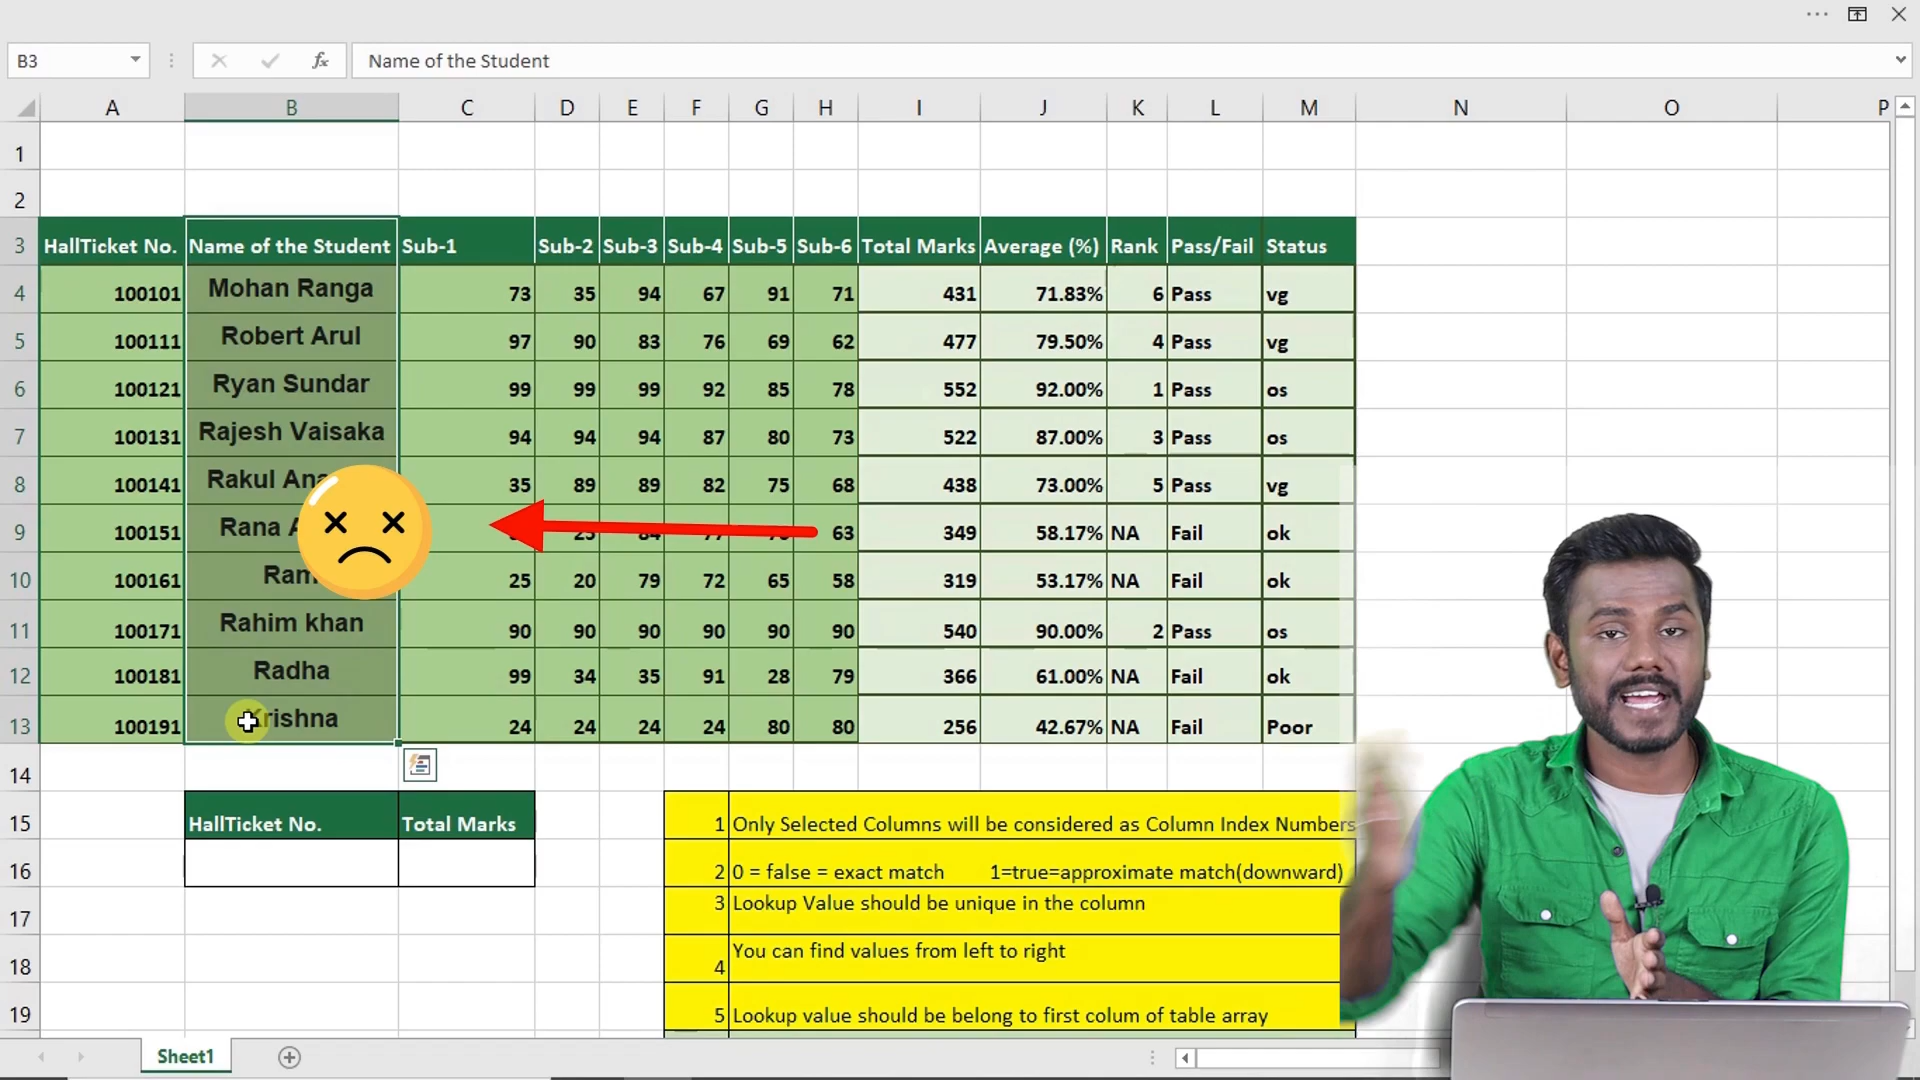 B3 fx Name of the Student
A B C D E F G H I J K L M N O P
1
2
3 HallTicket No. Name of the Student Sub-1 Sub-2 Sub-3 Sub-4 Sub-5 Sub-6 Total Marks Average (%) Rank Pass/Fail Status
4 100101 Mohan Ranga 73 35 94 67 91 71 431 71.83% 6 Pass vg
5 100111 Robert Arul 97 90 83 76 69 62 477 79.50% 4 Pass vg
6 100121 Ryan Sundar 99 99 99 92 85 78 552 92.00% 1 Pass os
7 100131 Rajesh Vaisaka 94 94 94 87 80 73 522 87.00% 3 Pass os
8 100141 Rakul 35 89 89 82 75 68 438 73.00% 5 Pass vg
9 100151 Rana 63 349 58.17% NA Fail ok
10 100161 25 20 79 72 65 58 319 53.17% NA Fail ok
11 100171 Rahim khan 90 90 90 90 90 90 540 90.00% 2 Pass os
12 100181 Radha 99 34 35 91 28 79 366 61.00% NA Fail ok
13 100191 Krishna 24 24 24 24 80 80 256 42.67% NA Fail Poor
14
15 HallTicket No. Total Marks 1 Only Selected Columns will be considered as Column Index Numbers
16 2 0 = false = exact match 1=true=approximate match(downward)
17 3 Lookup Value should be unique in the column
18 4 You can find values from left to right
19 5 Lookup value should be belong to first colum of table array
Sheet1